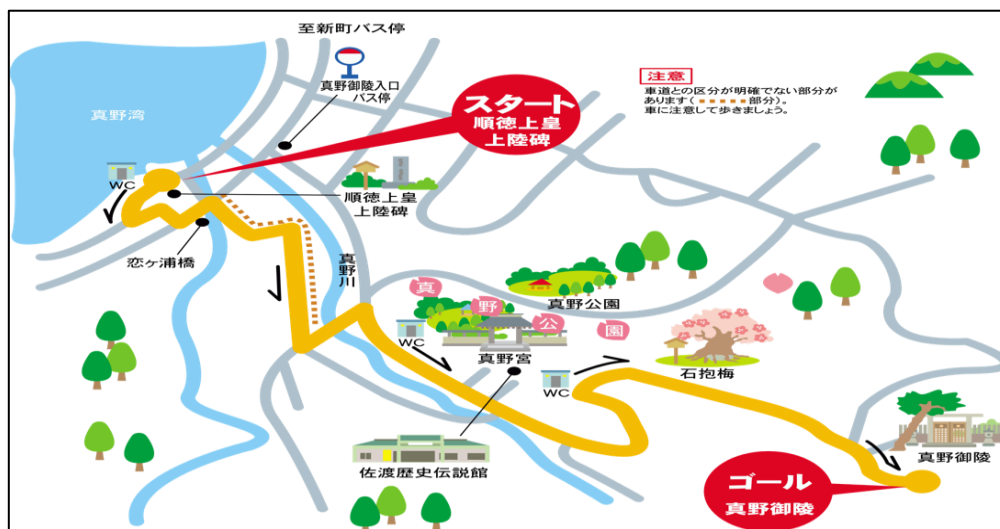 至新町バス停
真野御陵入口
バス停
注意
車道との区分が明確でない部分が
あります( 部分)。
車に注意して歩きましょう。
スタート
順徳上皇
上陸碑
真野湾
WC
順徳上皇
上陸碑
恋ヶ浦橋
真野川
真野公園
真野公園
WC
真野宮
石抱梅
WC
佐渡歴史伝説館
真野御陵
ゴール
真野御陵